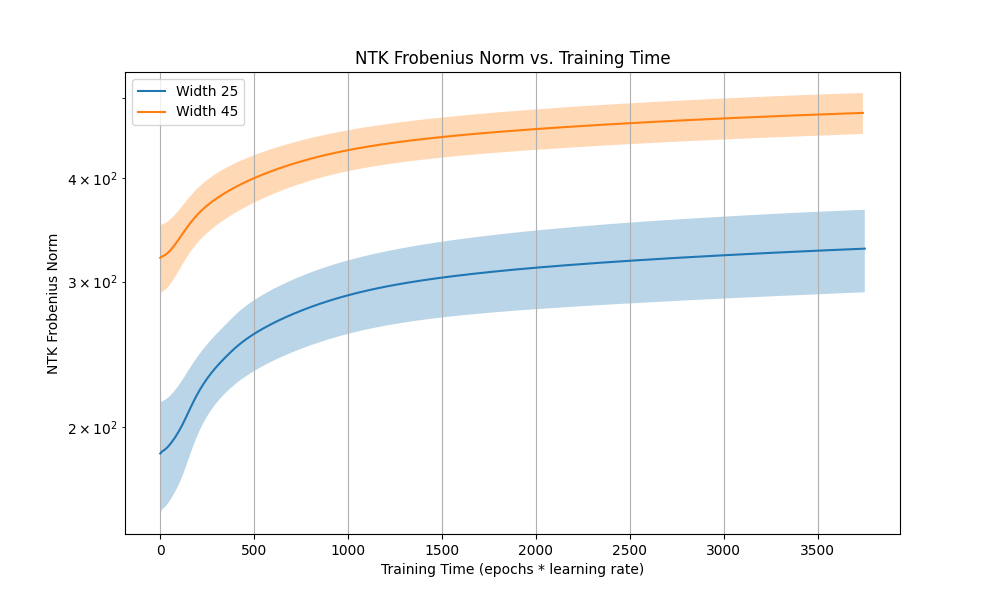 NTK Frobenius Norm vs. Training Time
Width 25
Width 45
NTK Frobenius Norm
4 × 10²
3 × 10²
2 × 10²
0 500 1000 1500 2000 2500 3000 3500
Training Time (epochs * learning rate)